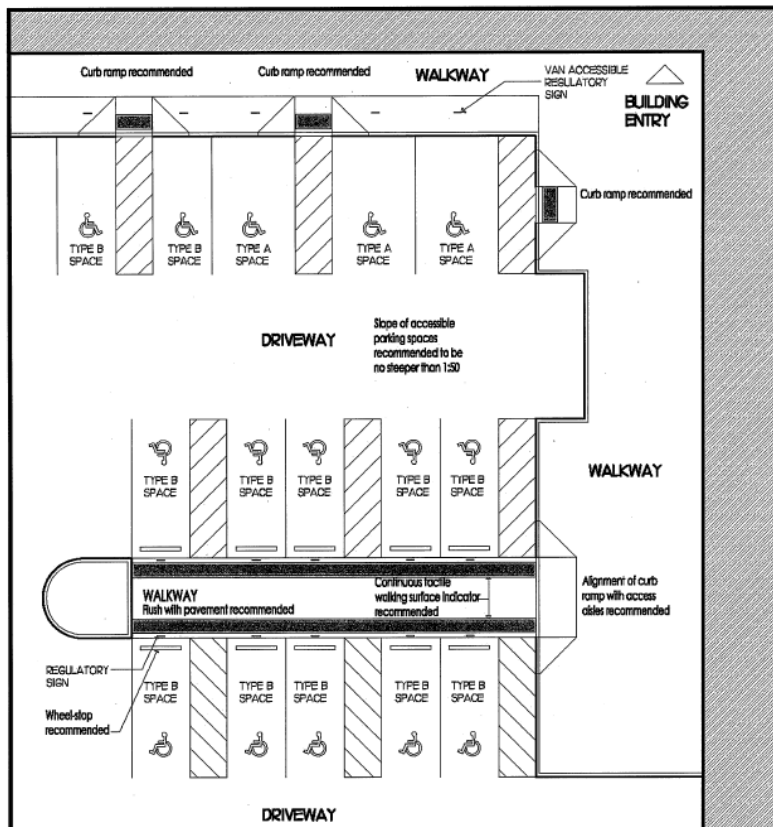 Curb ramp recommended
Curb ramp recommended
WALKWAY
VAN ACCESSIBLE
REGULATORY
SIGN
BUILDING
ENTRY
Curb ramp recommended
TYPE B
SPACE
TYPE B
SPACE
TYPE A
SPACE
TYPE A
SPACE
TYPE A
SPACE
DRIVEWAY
Slope of accessible
parking spaces
recommended to be
no steeper than 1:50
TYPE B
SPACE
TYPE B
SPACE
TYPE B
SPACE
TYPE B
SPACE
TYPE B
SPACE
WALKWAY
WALKWAY
Flush with pavement recommended
Continuous tactile
walking surface indicator
recommended
Alignment of curb
ramp with access
aisles recommended
REGULATORY
SIGN
Wheel-stop
recommended
TYPE B
SPACE
TYPE B
SPACE
TYPE B
SPACE
TYPE B
SPACE
TYPE B
SPACE
DRIVEWAY